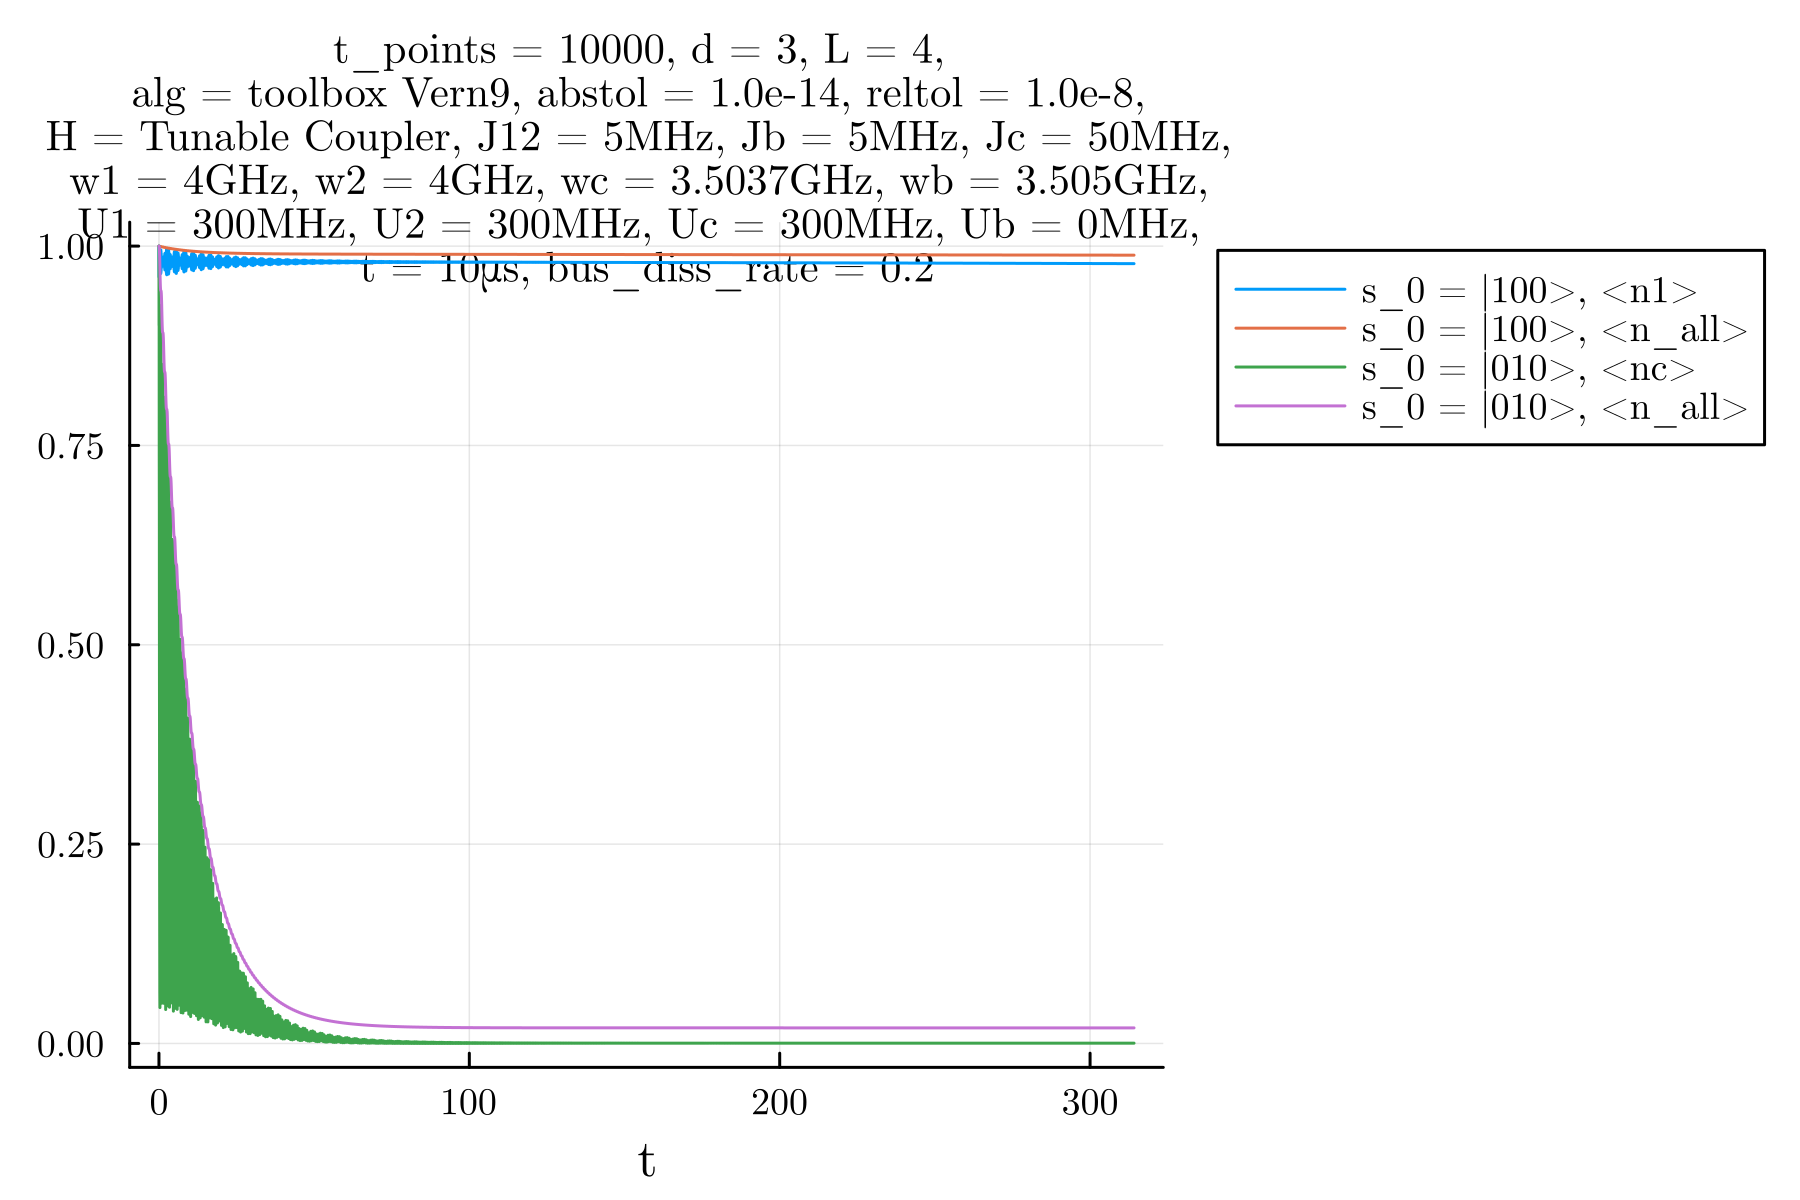 t_points = 10000, d = 3, L = 4,
alg = toolbox Vern9, abstol = 1.0e-14, reltol = 1.0e-8,
H = Tunable Coupler, J12 = 5MHz, Jb = 5MHz, Jc = 50MHz,
w1 = 4GHz, w2 = 4GHz, wc = 3.5037GHz, wb = 3.505GHz,
U1 = 300MHz, U2 = 300MHz, Uc = 300MHz, Ub = 0MHz,
t = 10µs, bus_diss_rate = 0.2
1.00
0.75
0.50
0.25
0.00
0
100
200
300
t
s_0 = |100>, <n1>
s_0 = |100>, <n_all>
s_0 = |010>, <nc>
s_0 = |010>, <n_all>